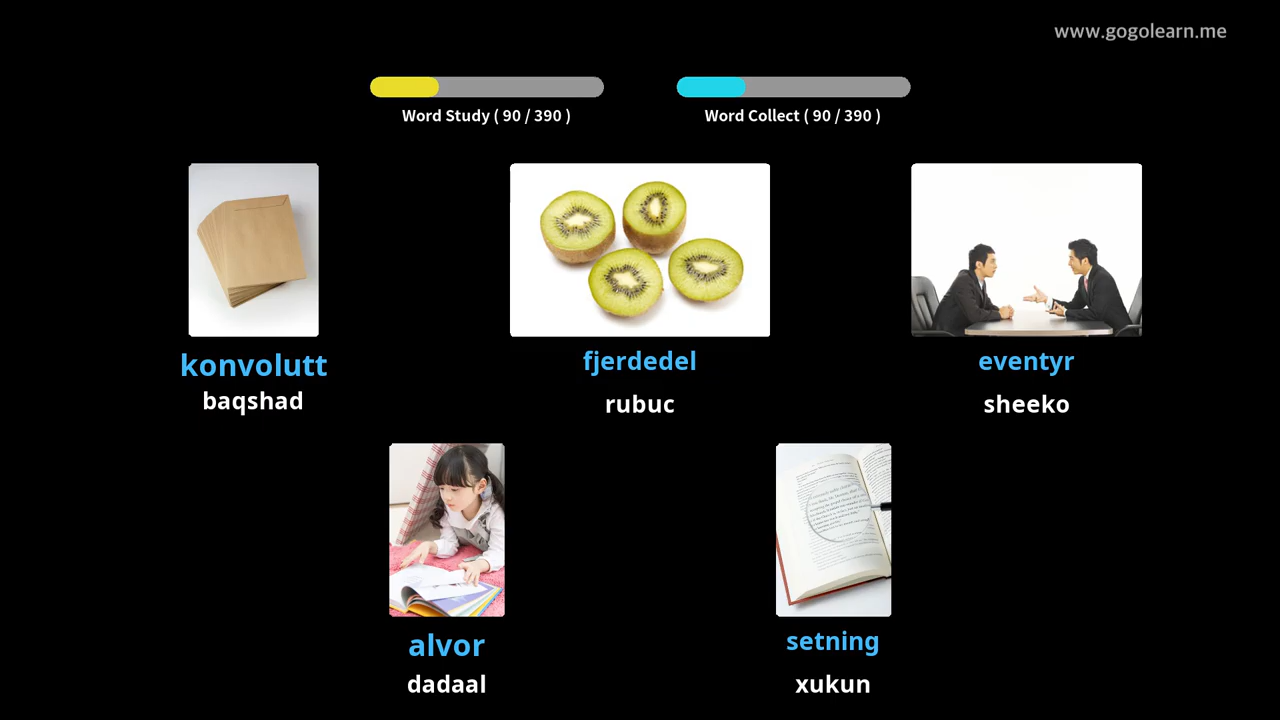 www.gogolearn.me
Word Study ( 90 / 390 )
Word Collect ( 90 / 390 )
konvolutt
baqshad
fjerdedel
rubuc
eventyr
sheeko
alvor
dadaal
setning
xukun